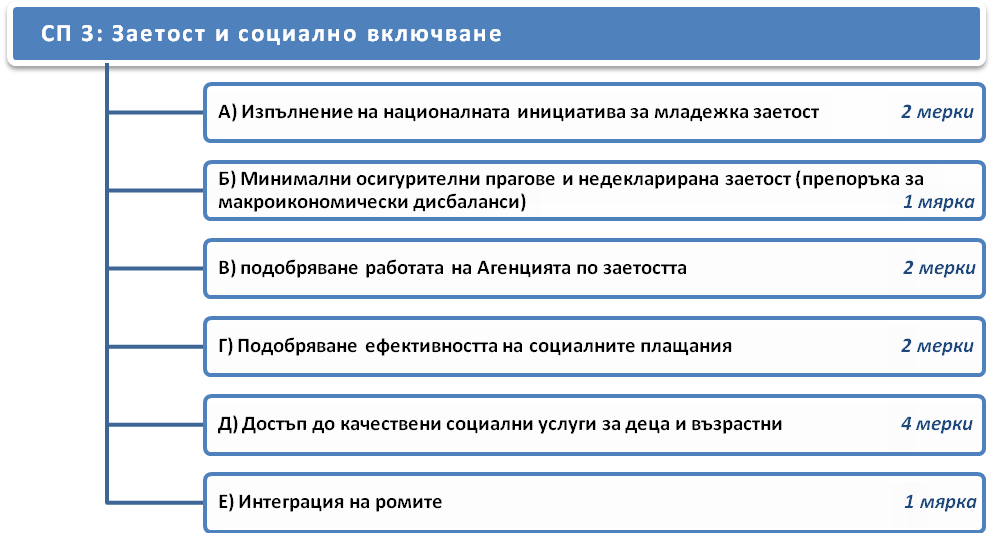 СП 3: Заетост и социално включване
А) Изпълнение на националната инициатива за младежка заетост 2 мерки
Б) Минимални осигурителни прагове и недекларирана заетост (препоръка за
макроикономически дисбаланси) 1 мярка
В) подобряване работата на Агенцията по заетостта 2 мерки
Г) Подобряване ефективността на социалните плащания 2 мерки
Д) Достъп до качествени социални услуги за деца и възрастни 4 мерки
Е) Интеграция на ромите 1 мярка